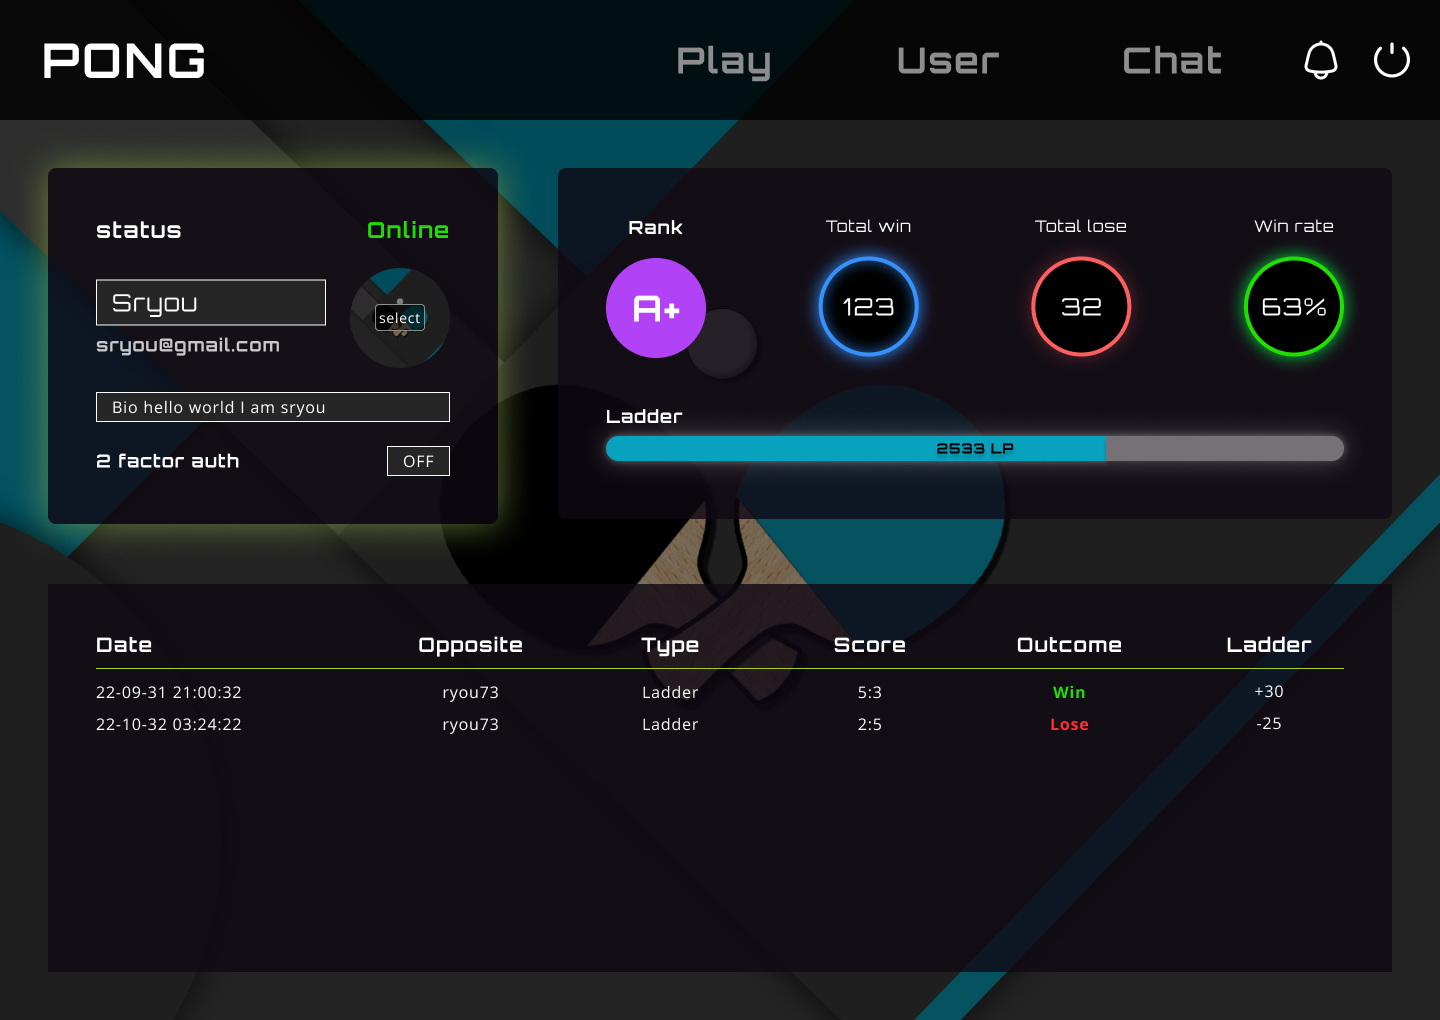 PONG Play User Chat
status Online
Sryou
select
sryou@gmail.com
Bio hello world I am sryou
2 factor auth OFF
Rank Total win Total lose Win rate
A+ 123 32 63%
Ladder
2533 LP
Date Opposite Type Score Outcome Ladder
22-09-31 21:00:32 ryou73 Ladder 5:3 Win +30
22-10-32 03:24:22 ryou73 Ladder 2:5 Lose -25